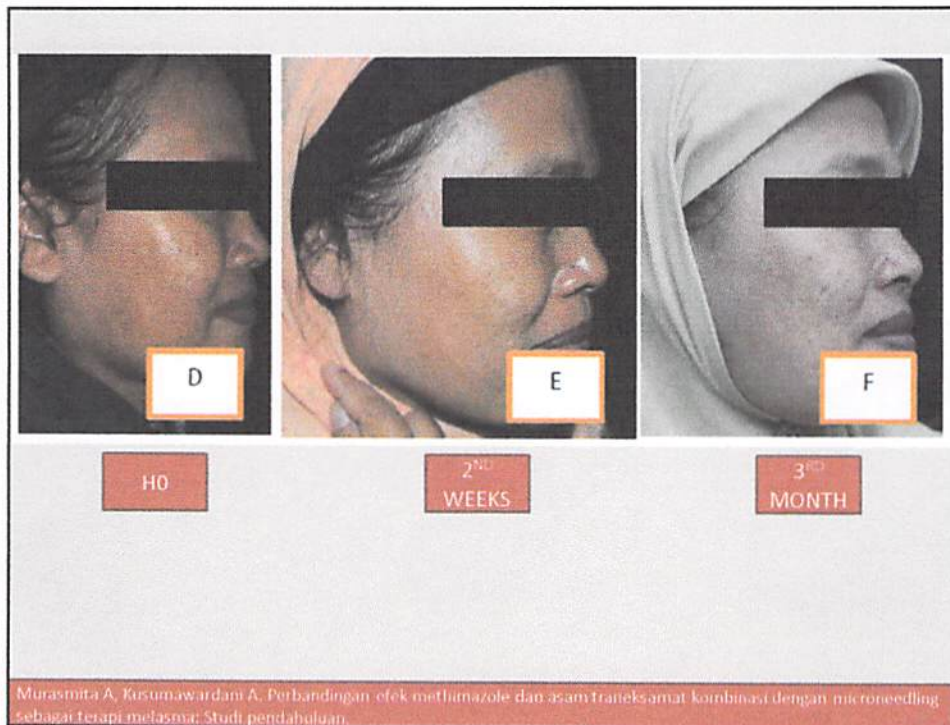 D
E
F
H0
2ND
WEEKS
3RD
MONTH
Murasmita A, Kusumawardani A. Perbandingan efek methimazole dan asam traneksamat kombinasi dengan microneedling
sebagai terapi melasma: Studi pendahuluan.